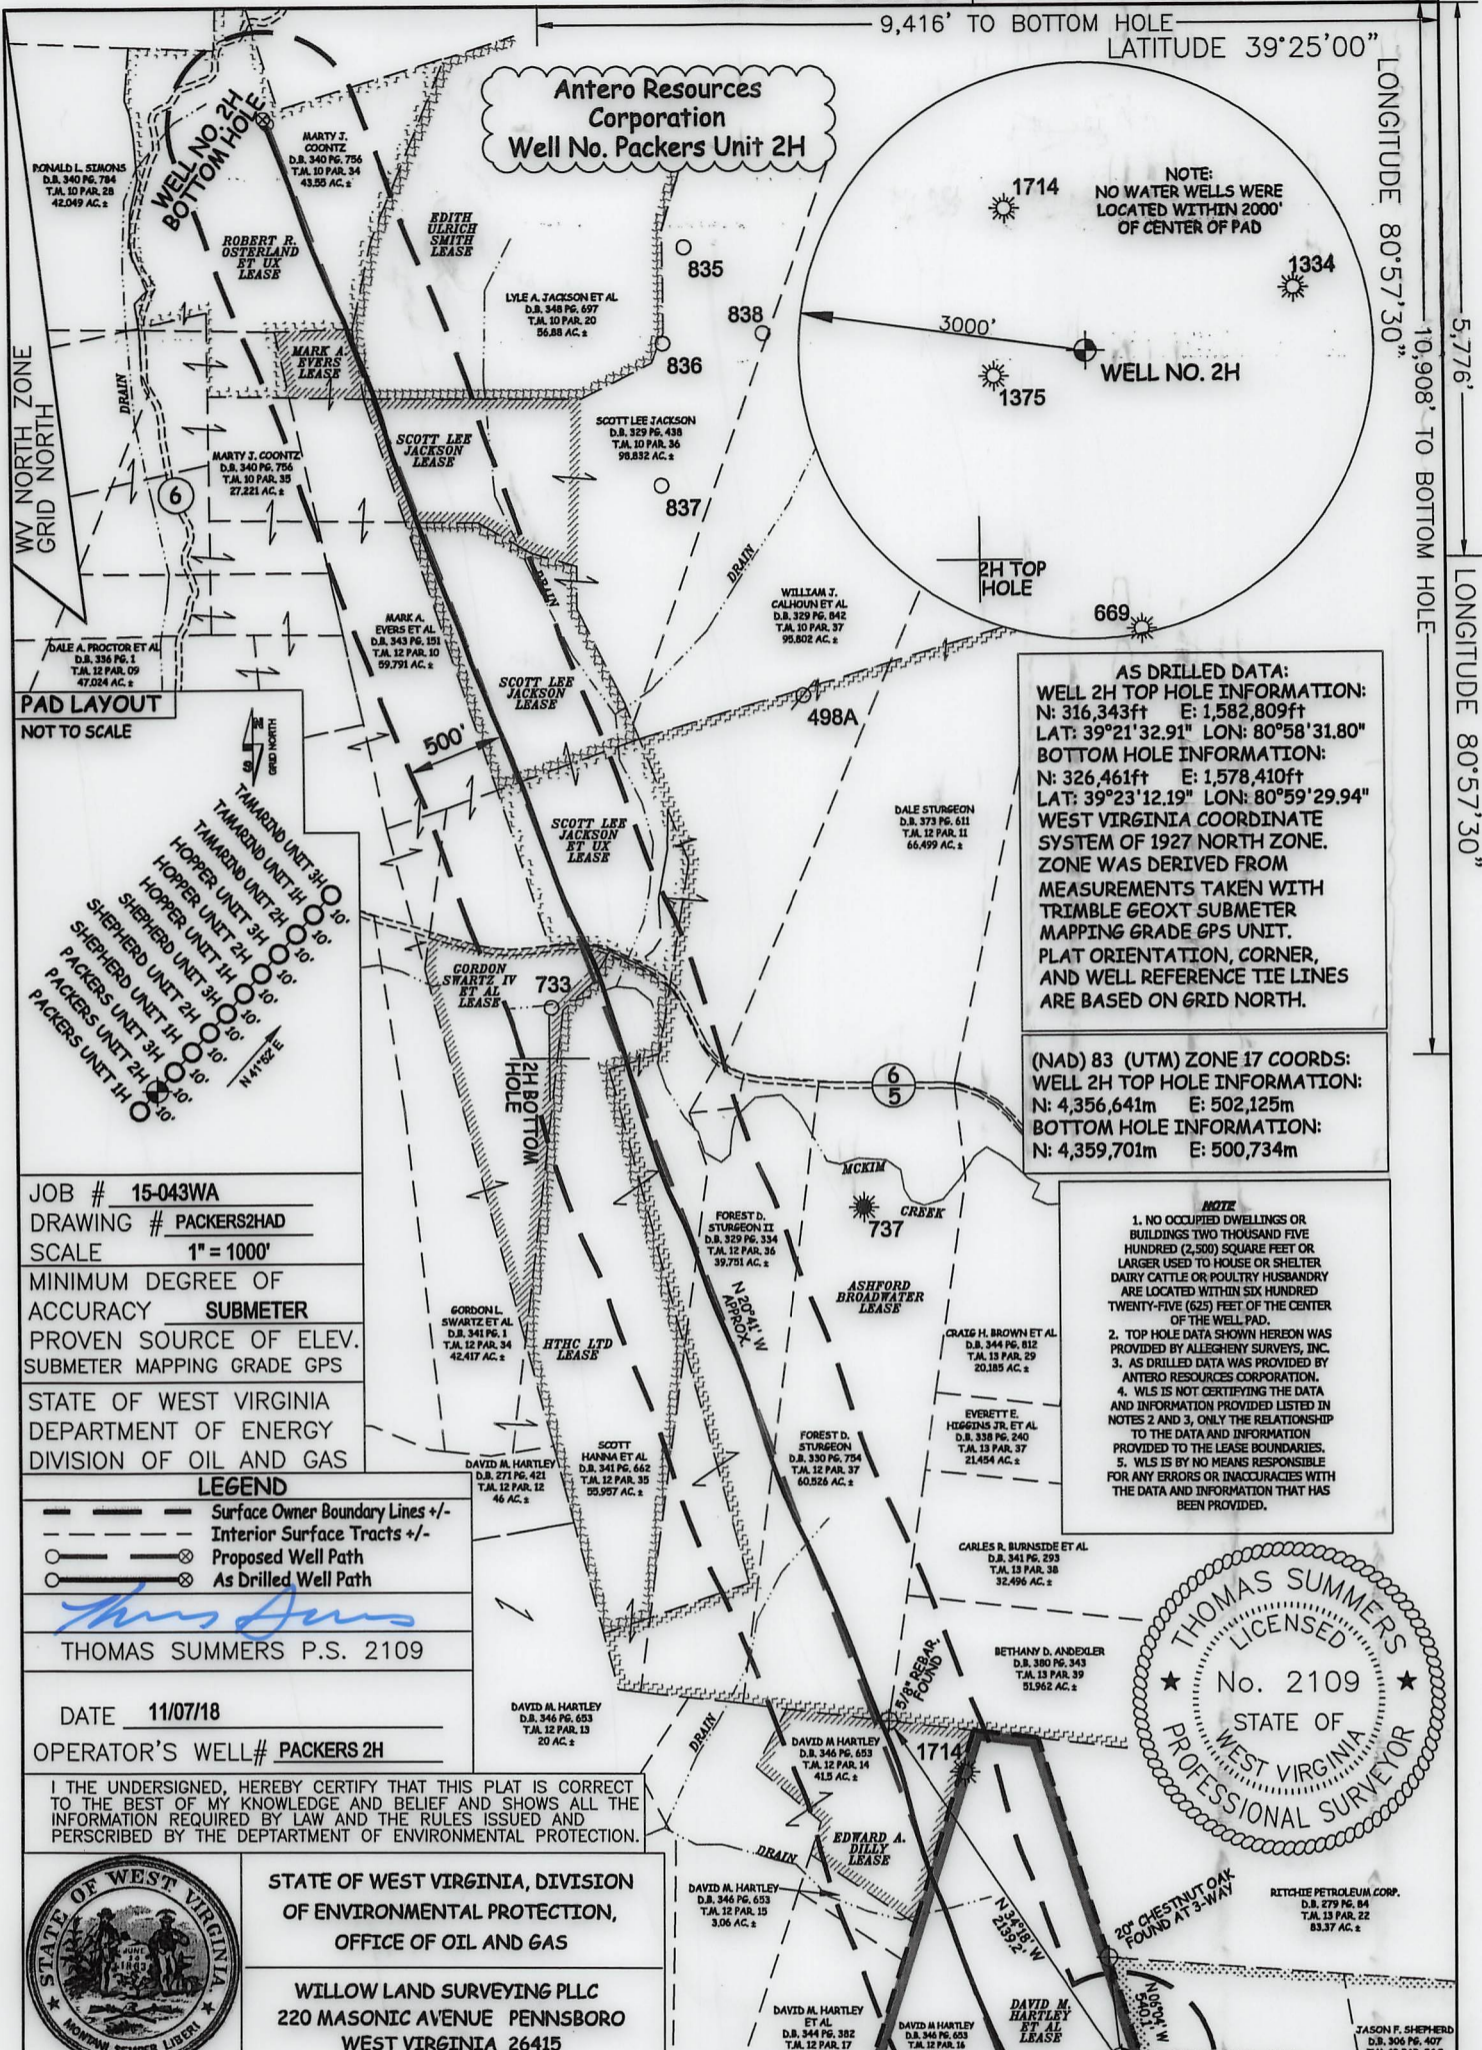 9,416' TO BOTTOM HOLE
LATITUDE 39°25'00"
LONGITUDE 80°57'30"
10,908' TO BOTTOM HOLE
5,776'
LONGITUDE 80°57'30"
Antero Resources
Corporation
Well No. Packers Unit 2H
WELL NO. 2H
BOTTOM HOLE
RONALD L. SIMONS
D.B. 340 PG. 784
T.M. 10 PAR. 28
42.049 AC. ±
MARTY J.
COONTZ
D.B. 340 PG. 756
T.M. 10 PAR. 34
43.55 AC. ±
ROBERT R.
OSTERLAND
ET UX
LEASE
EDITH
ULRICH
SMITH
LEASE
LYLE A. JACKSON ET AL
D.B. 348 PG. 697
T.M. 10 PAR. 20
56.88 AC. ±
835
838
836
837
NOTE:
NO WATER WELLS WERE
LOCATED WITHIN 2000'
OF CENTER OF PAD
1714
1334
3000'
WELL NO. 2H
1375
2H TOP
HOLE
669
MARK A.
EVERS
LEASE
DRAIN
WV NORTH ZONE
GRID NORTH
SCOTT LEE JACKSON
D.B. 329 PG. 438
T.M. 10 PAR. 36
98.832 AC. ±
SCOTT LEE
JACKSON
LEASE
MARTY J. COONTZ
D.B. 340 PG. 756
T.M. 10 PAR. 35
27.221 AC. ±
6
DRAIN
DRAIN
WILLIAM J.
CALHOUN ET AL
D.B. 329 PG. 842
T.M. 10 PAR. 37
95.802 AC. ±
MARK A.
EVERS ET AL
D.B. 343 PG. 151
T.M. 12 PAR. 10
59.791 AC. ±
DALE A. PROCTOR ET AL
D.B. 336 PG. 1
T.M. 12 PAR. 09
47.024 AC. ±
SCOTT LEE
JACKSON
LEASE
498A
500'
PAD LAYOUT
NOT TO SCALE
N
S
GRID NORTH
TAMARIND UNIT 3H
TAMARIND UNIT 1H
TAMARIND UNIT 2H
HOPPER UNIT 3H
HOPPER UNIT 2H
HOPPER UNIT 1H
SHEPHERD UNIT 3H
SHEPHERD UNIT 2H
SHEPHERD UNIT 1H
PACKERS UNIT 3H
PACKERS UNIT 2H
PACKERS UNIT 1H
10'
10'
10'
10'
10'
10'
10'
10'
10'
10'
10'
N 41°52' E
SCOTT LEE
JACKSON
ET UX
LEASE
DALE STURGEON
D.B. 373 PG. 611
T.M. 12 PAR. 11
66.499 AC. ±
AS DRILLED DATA:
WELL 2H TOP HOLE INFORMATION:
N: 316,343ft E: 1,582,809ft
LAT: 39°21'32.91" LON: 80°58'31.80"
BOTTOM HOLE INFORMATION:
N: 326,461ft E: 1,578,410ft
LAT: 39°23'12.19" LON: 80°59'29.94"
WEST VIRGINIA COORDINATE
SYSTEM OF 1927 NORTH ZONE.
ZONE WAS DERIVED FROM
MEASUREMENTS TAKEN WITH
TRIMBLE GEOXT SUBMETER
MAPPING GRADE GPS UNIT.
PLAT ORIENTATION, CORNER,
AND WELL REFERENCE TIE LINES
ARE BASED ON GRID NORTH.
(NAD) 83 (UTM) ZONE 17 COORDS:
WELL 2H TOP HOLE INFORMATION:
N: 4,356,641m E: 502,125m
BOTTOM HOLE INFORMATION:
N: 4,359,701m E: 500,734m
GORDON
SWARTZ IV
ET AL
LEASE
733
2H BOTTOM
HOLE
6
5
MCKIM
CREEK
737
JOB # 15-043WA
DRAWING # PACKERS2HAD
SCALE 1" = 1000'
MINIMUM DEGREE OF
ACCURACY SUBMETER
PROVEN SOURCE OF ELEV.
SUBMETER MAPPING GRADE GPS
STATE OF WEST VIRGINIA
DEPARTMENT OF ENERGY
DIVISION OF OIL AND GAS
FOREST D.
STURGEON II
D.B. 329 PG. 334
T.M. 12 PAR. 36
39.751 AC. ±
N 20°41' W
APPROX.
ASHFORD
BROADWATER
LEASE
GORDON L.
SWARTZ ET AL
D.B. 341 PG. 1
T.M. 12 PAR. 34
42.417 AC. ±
HTHC LTD
LEASE
CRAIG H. BROWN ET AL
D.B. 344 PG. 812
T.M. 13 PAR. 29
20.185 AC. ±
EVERETT E.
HIGGINS JR. ET AL
D.B. 338 PG. 240
T.M. 13 PAR. 37
21.454 AC. ±
NOTE
1. NO OCCUPIED DWELLINGS OR
BUILDINGS TWO THOUSAND FIVE
HUNDRED (2,500) SQUARE FEET OR
LARGER USED TO HOUSE OR SHELTER
DAIRY CATTLE OR POULTRY HUSBANDRY
ARE LOCATED WITHIN SIX HUNDRED
TWENTY-FIVE (625) FEET OF THE CENTER
OF THE WELL PAD.
2. TOP HOLE DATA SHOWN HEREON WAS
PROVIDED BY ALLEGHENY SURVEYS, INC.
3. AS DRILLED DATA WAS PROVIDED BY
ANTERO RESOURCES CORPORATION.
4. WLS IS NOT CERTIFYING THE DATA
AND INFORMATION PROVIDED LISTED IN
NOTES 2 AND 3, ONLY THE RELATIONSHIP
TO THE DATA AND INFORMATION
PROVIDED TO THE LEASE BOUNDARIES.
5. WLS IS BY NO MEANS RESPONSIBLE
FOR ANY ERRORS OR INACCURACIES WITH
THE DATA AND INFORMATION THAT HAS
BEEN PROVIDED.
DAVID M. HARTLEY
D.B. 271 PG. 421
T.M. 12 PAR. 12
46 AC. ±
SCOTT
HANNA ET AL
D.B. 341 PG. 662
T.M. 12 PAR. 35
55.957 AC. ±
FOREST D.
STURGEON
D.B. 330 PG. 754
T.M. 12 PAR. 37
60.526 AC. ±
LEGEND
Surface Owner Boundary Lines +/-
Interior Surface Tracts +/-
Proposed Well Path
As Drilled Well Path
THOMAS SUMMERS P.S. 2109
DATE 11/07/18
OPERATOR'S WELL# PACKERS 2H
CARLES R. BURNSIDE ET AL
D.B. 341 PG. 293
T.M. 13 PAR. 38
32.496 AC. ±
BETHANY D. ANDEXLER
D.B. 380 PG. 343
T.M. 13 PAR. 39
51.962 AC. ±
5/8" REBAR,
FOUND
THOMAS SUMMERS
LICENSED
No. 2109
STATE OF
WEST VIRGINIA
PROFESSIONAL SURVEYOR
DAVID M. HARTLEY
D.B. 346 PG. 653
T.M. 12 PAR. 13
20 AC. ±
DRAIN
DAVID M HARTLEY
D.B. 346 PG. 653
T.M. 12 PAR. 14
41.5 AC. ±
1714
I THE UNDERSIGNED, HEREBY CERTIFY THAT THIS PLAT IS CORRECT
TO THE BEST OF MY KNOWLEDGE AND BELIEF AND SHOWS ALL THE
INFORMATION REQUIRED BY LAW AND THE RULES ISSUED AND
PERSCRIBED BY THE DEPTARTMENT OF ENVIRONMENTAL PROTECTION.
EDWARD A.
DILLY
LEASE
DRAIN
DAVID M. HARTLEY
D.B. 346 PG. 653
T.M. 12 PAR. 15
3.06 AC. ±
N 34°18' W
2139.2'
20" CHESTNUT OAK
FOUND AT 3-WAY
RITCHIE PETROLEUM CORP.
D.B. 279 PG. 84
T.M. 13 PAR. 22
83.37 AC. ±
STATE OF WEST VIRGINIA
JUNE
20
1863
MONTANI SEMPER LIBERI
STATE OF WEST VIRGINIA, DIVISION
OF ENVIRONMENTAL PROTECTION,
OFFICE OF OIL AND GAS
WILLOW LAND SURVEYING PLLC
220 MASONIC AVENUE PENNSBORO
WEST VIRGINIA 26415
DAVID M. HARTLEY
ET AL
D.B. 344 PG. 382
T.M. 12 PAR. 17
DAVID M HARTLEY
D.B. 346 PG. 653
T.M. 12 PAR. 16
DAVID M.
HARTLEY
ET AL
LEASE
N 06°04' W
540.1'
JASON F. SHEPHERD
D.B. 306 PG. 407